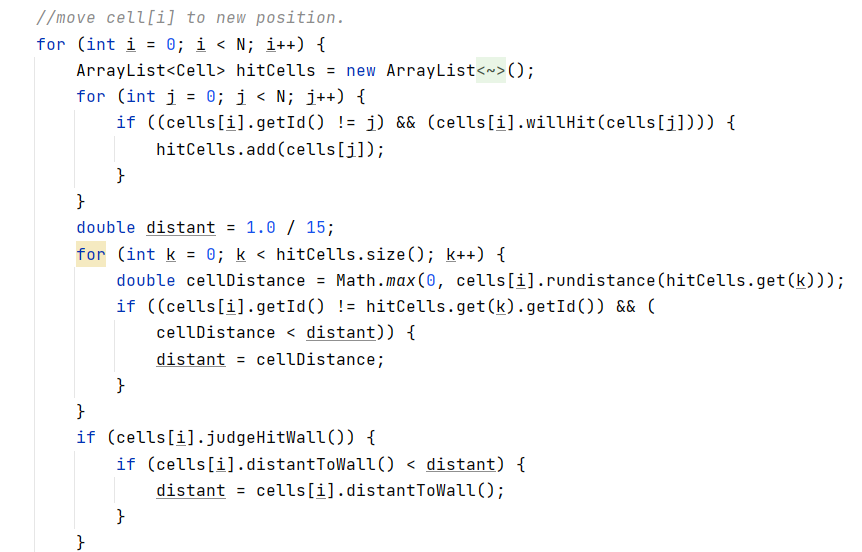 //move cell[i] to new position.
for (int i = 0; i < N; i++) {
    ArrayList<Cell> hitCells = new ArrayList<~>();
    for (int j = 0; j < N; j++) {
        if ((cells[i].getId() != j) && (cells[i].willHit(cells[j]))) {
            hitCells.add(cells[j]);
        }
    }
    double distant = 1.0 / 15;
    for (int k = 0; k < hitCells.size(); k++) {
        double cellDistance = Math.max(0, cells[i].rundistance(hitCells.get(k)));
        if ((cells[i].getId() != hitCells.get(k).getId()) && (
            cellDistance < distant)) {
            distant = cellDistance;
        }
    }
    if (cells[i].judgeHitWall()) {
        if (cells[i].distantToWall() < distant) {
            distant = cells[i].distantToWall();
        }
    }